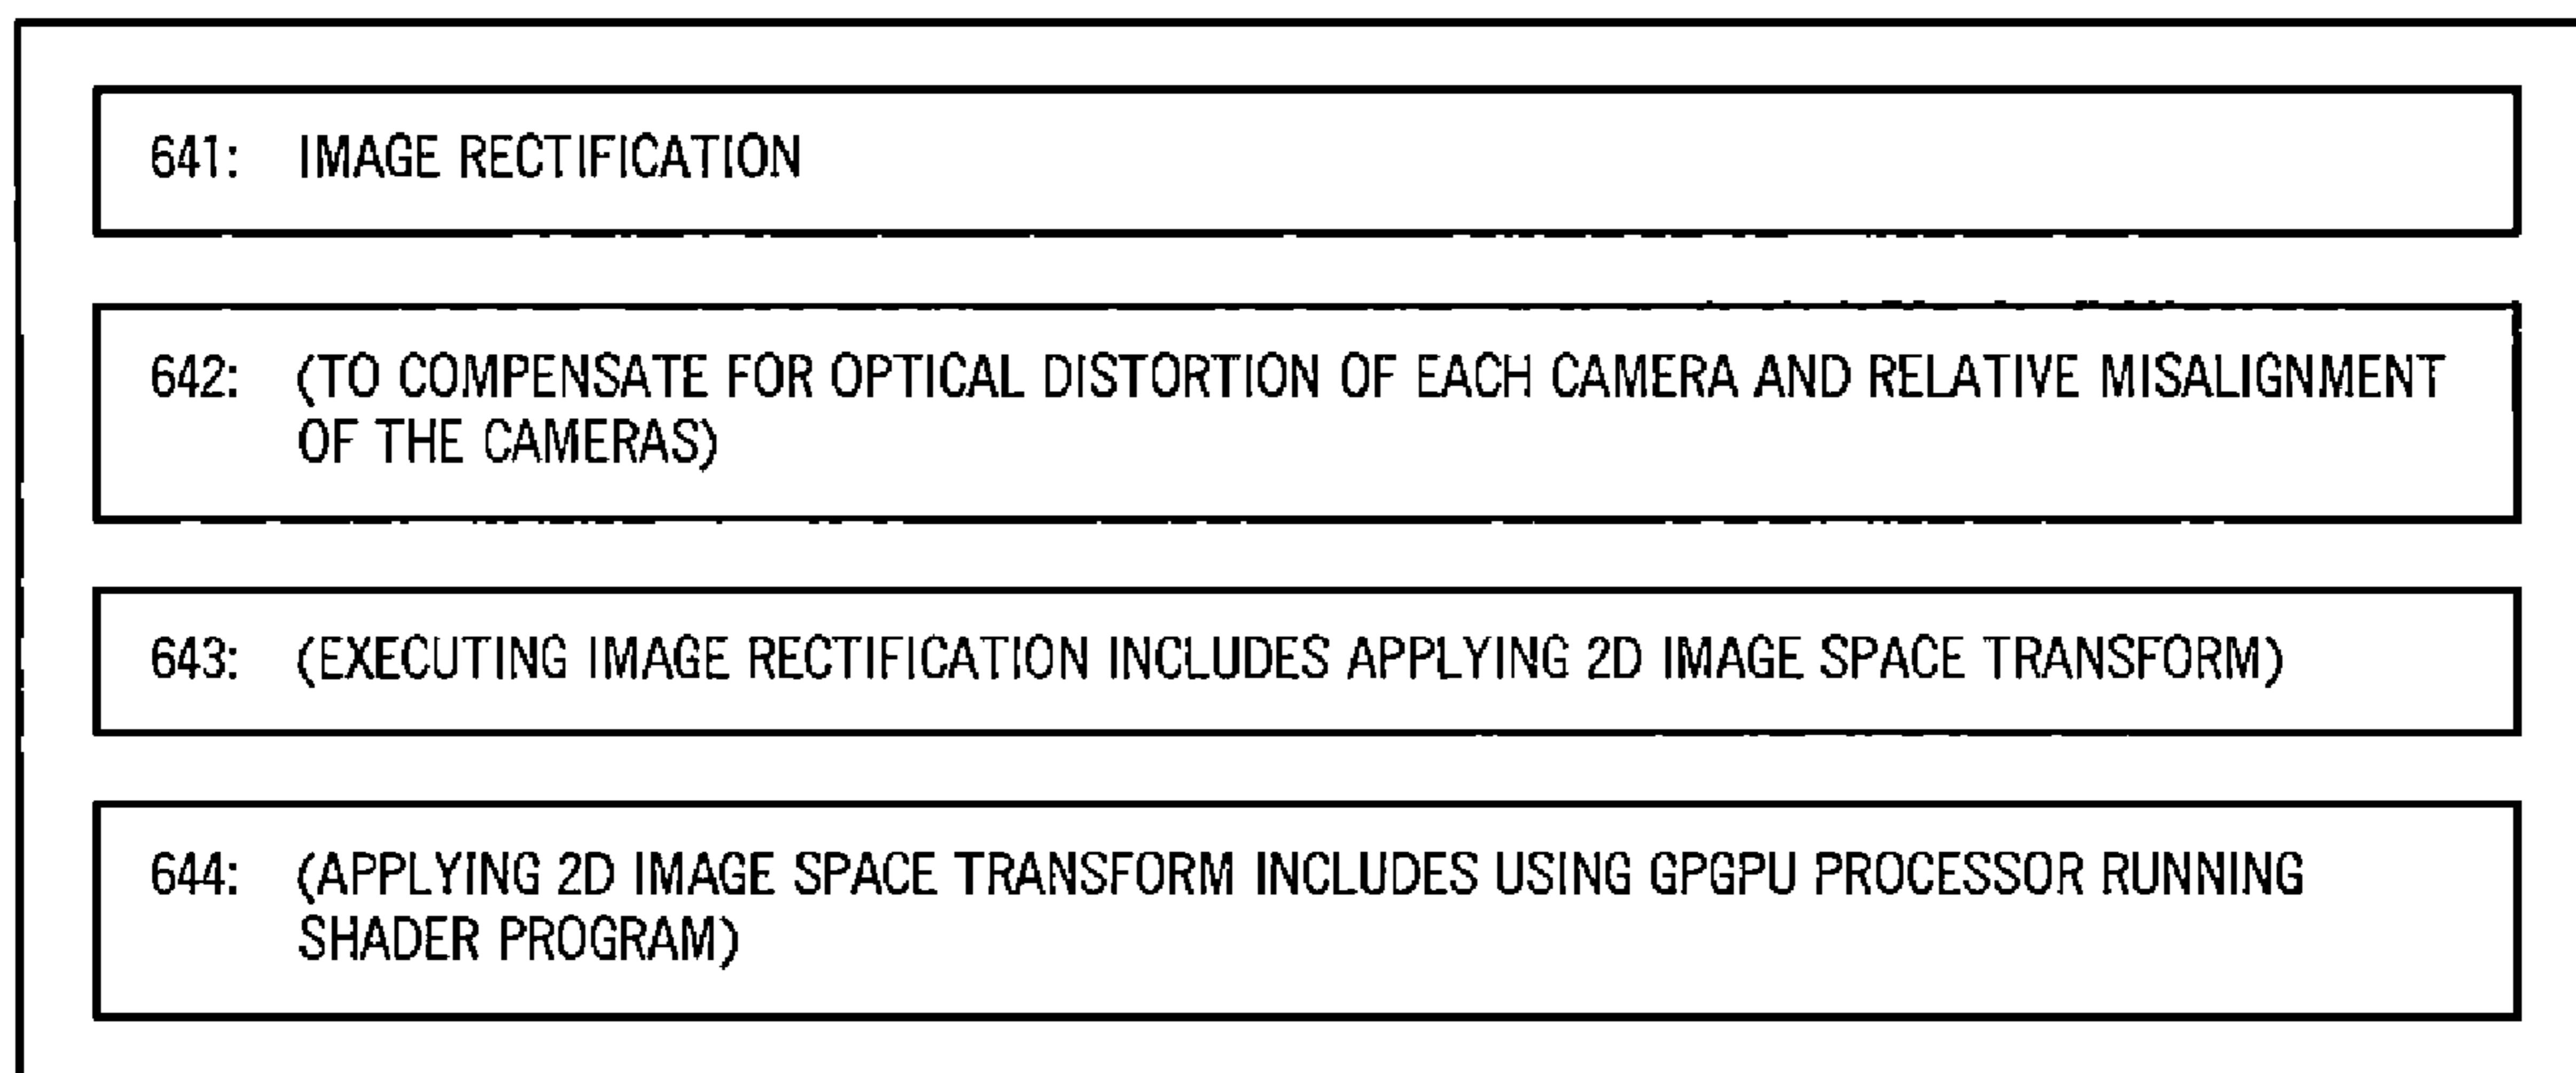 641: IMAGE RECTIFICATION
642: (TO COMPENSATE FOR OPTICAL DISTORTION OF EACH CAMERA AND RELATIVE MISALIGNMENT
OF THE CAMERAS)
643: (EXECUTING IMAGE RECTIFICATION INCLUDES APPLYING 2D IMAGE SPACE TRANSFORM)
644: (APPLYING 2D IMAGE SPACE TRANSFORM INCLUDES USING GPGPU PROCESSOR RUNNING
SHADER PROGRAM)